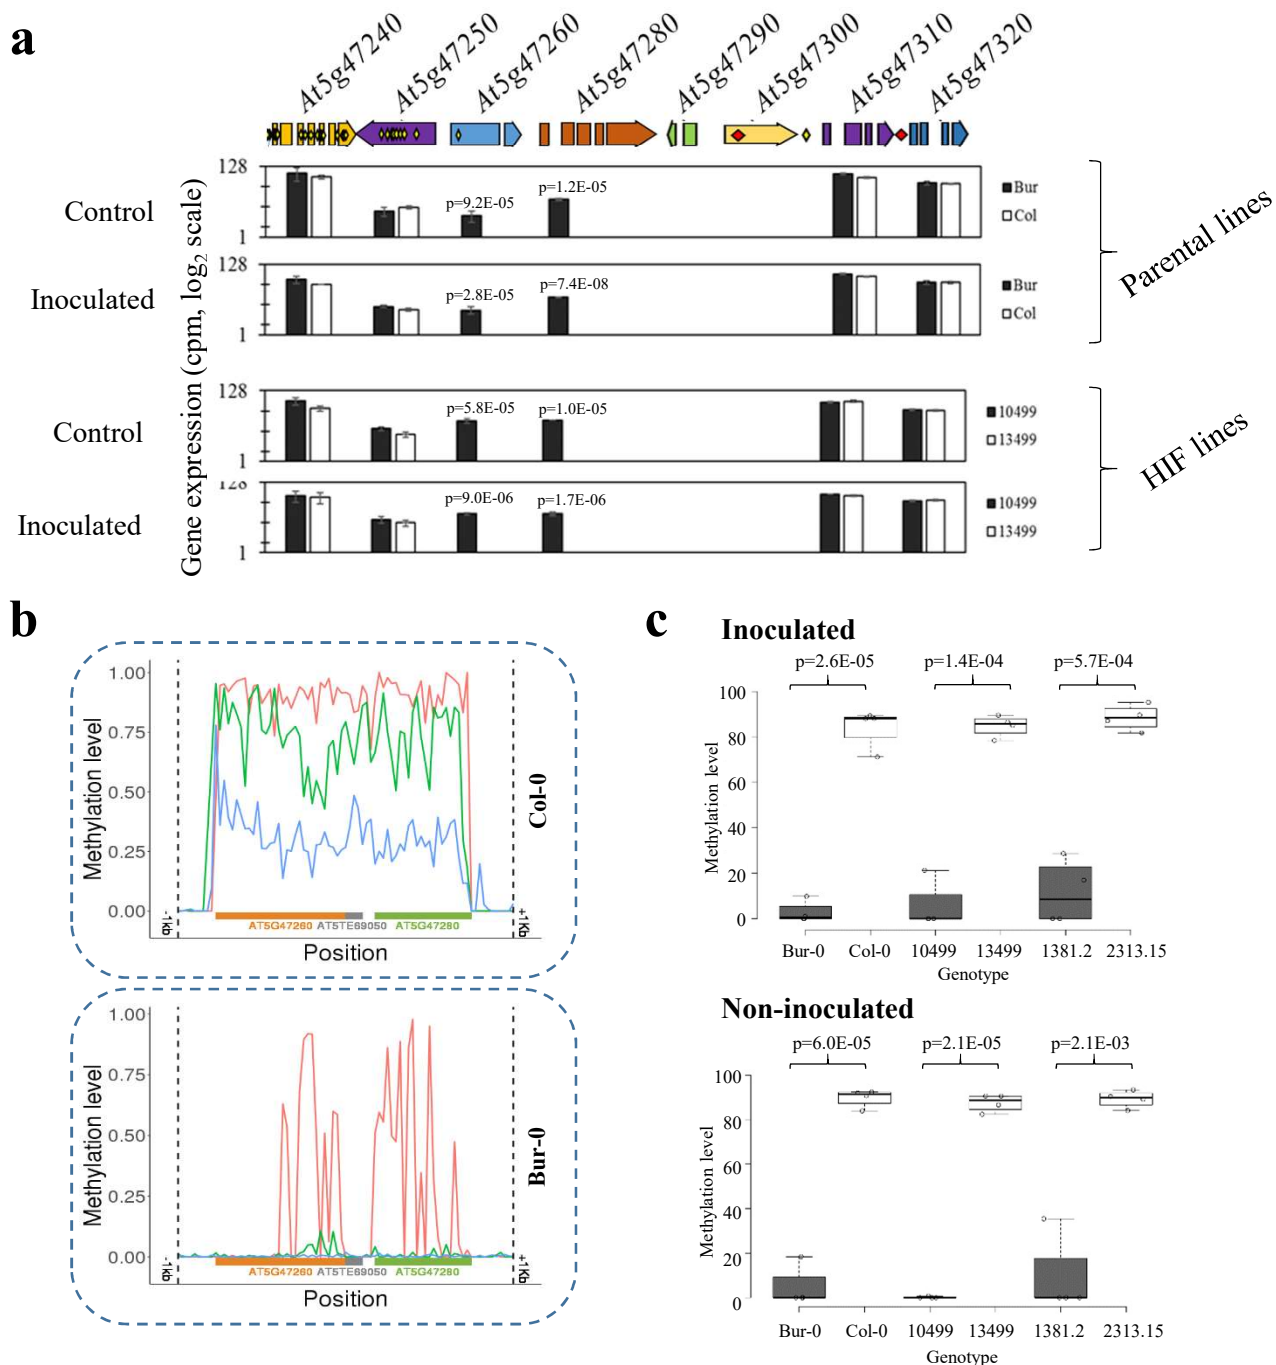 a
At5g47240
At5g47250
At5g47260
At5g47280
At5g47290
At5g47300
At5g47310
At5g47320
Gene expression (cpm, log2 scale)
Control
128
1
p=9.2E-05
p=1.2E-05
Bur
Col
Inoculated
128
1
p=2.8E-05
p=7.4E-08
Bur
Col
Parental lines
Control
128
1
p=5.8E-05
p=1.0E-05
10499
13499
Inoculated
128
1
p=9.0E-06
p=1.7E-06
10499
13499
HIF lines
b
Methylation level
1.00
0.75
0.50
0.25
0.00
-1kb
AT5G47260
AT5TE69050
AT5G47280
+1Kb
Position
Col-0
Methylation level
1.00
0.75
0.50
0.25
0.00
-1kb
AT5G47260
AT5TE69050
AT5G47280
+1Kb
Position
Bur-0
c
Inoculated
p=2.6E-05
p=1.4E-04
p=5.7E-04
Methylation level
100
80
60
40
20
0
Bur-0
Col-0
10499
13499
1381.2
2313.15
Genotype
Non-inoculated
p=6.0E-05
p=2.1E-05
p=2.1E-03
Methylation level
100
80
60
40
20
0
Bur-0
Col-0
10499
13499
1381.2
2313.15
Genotype